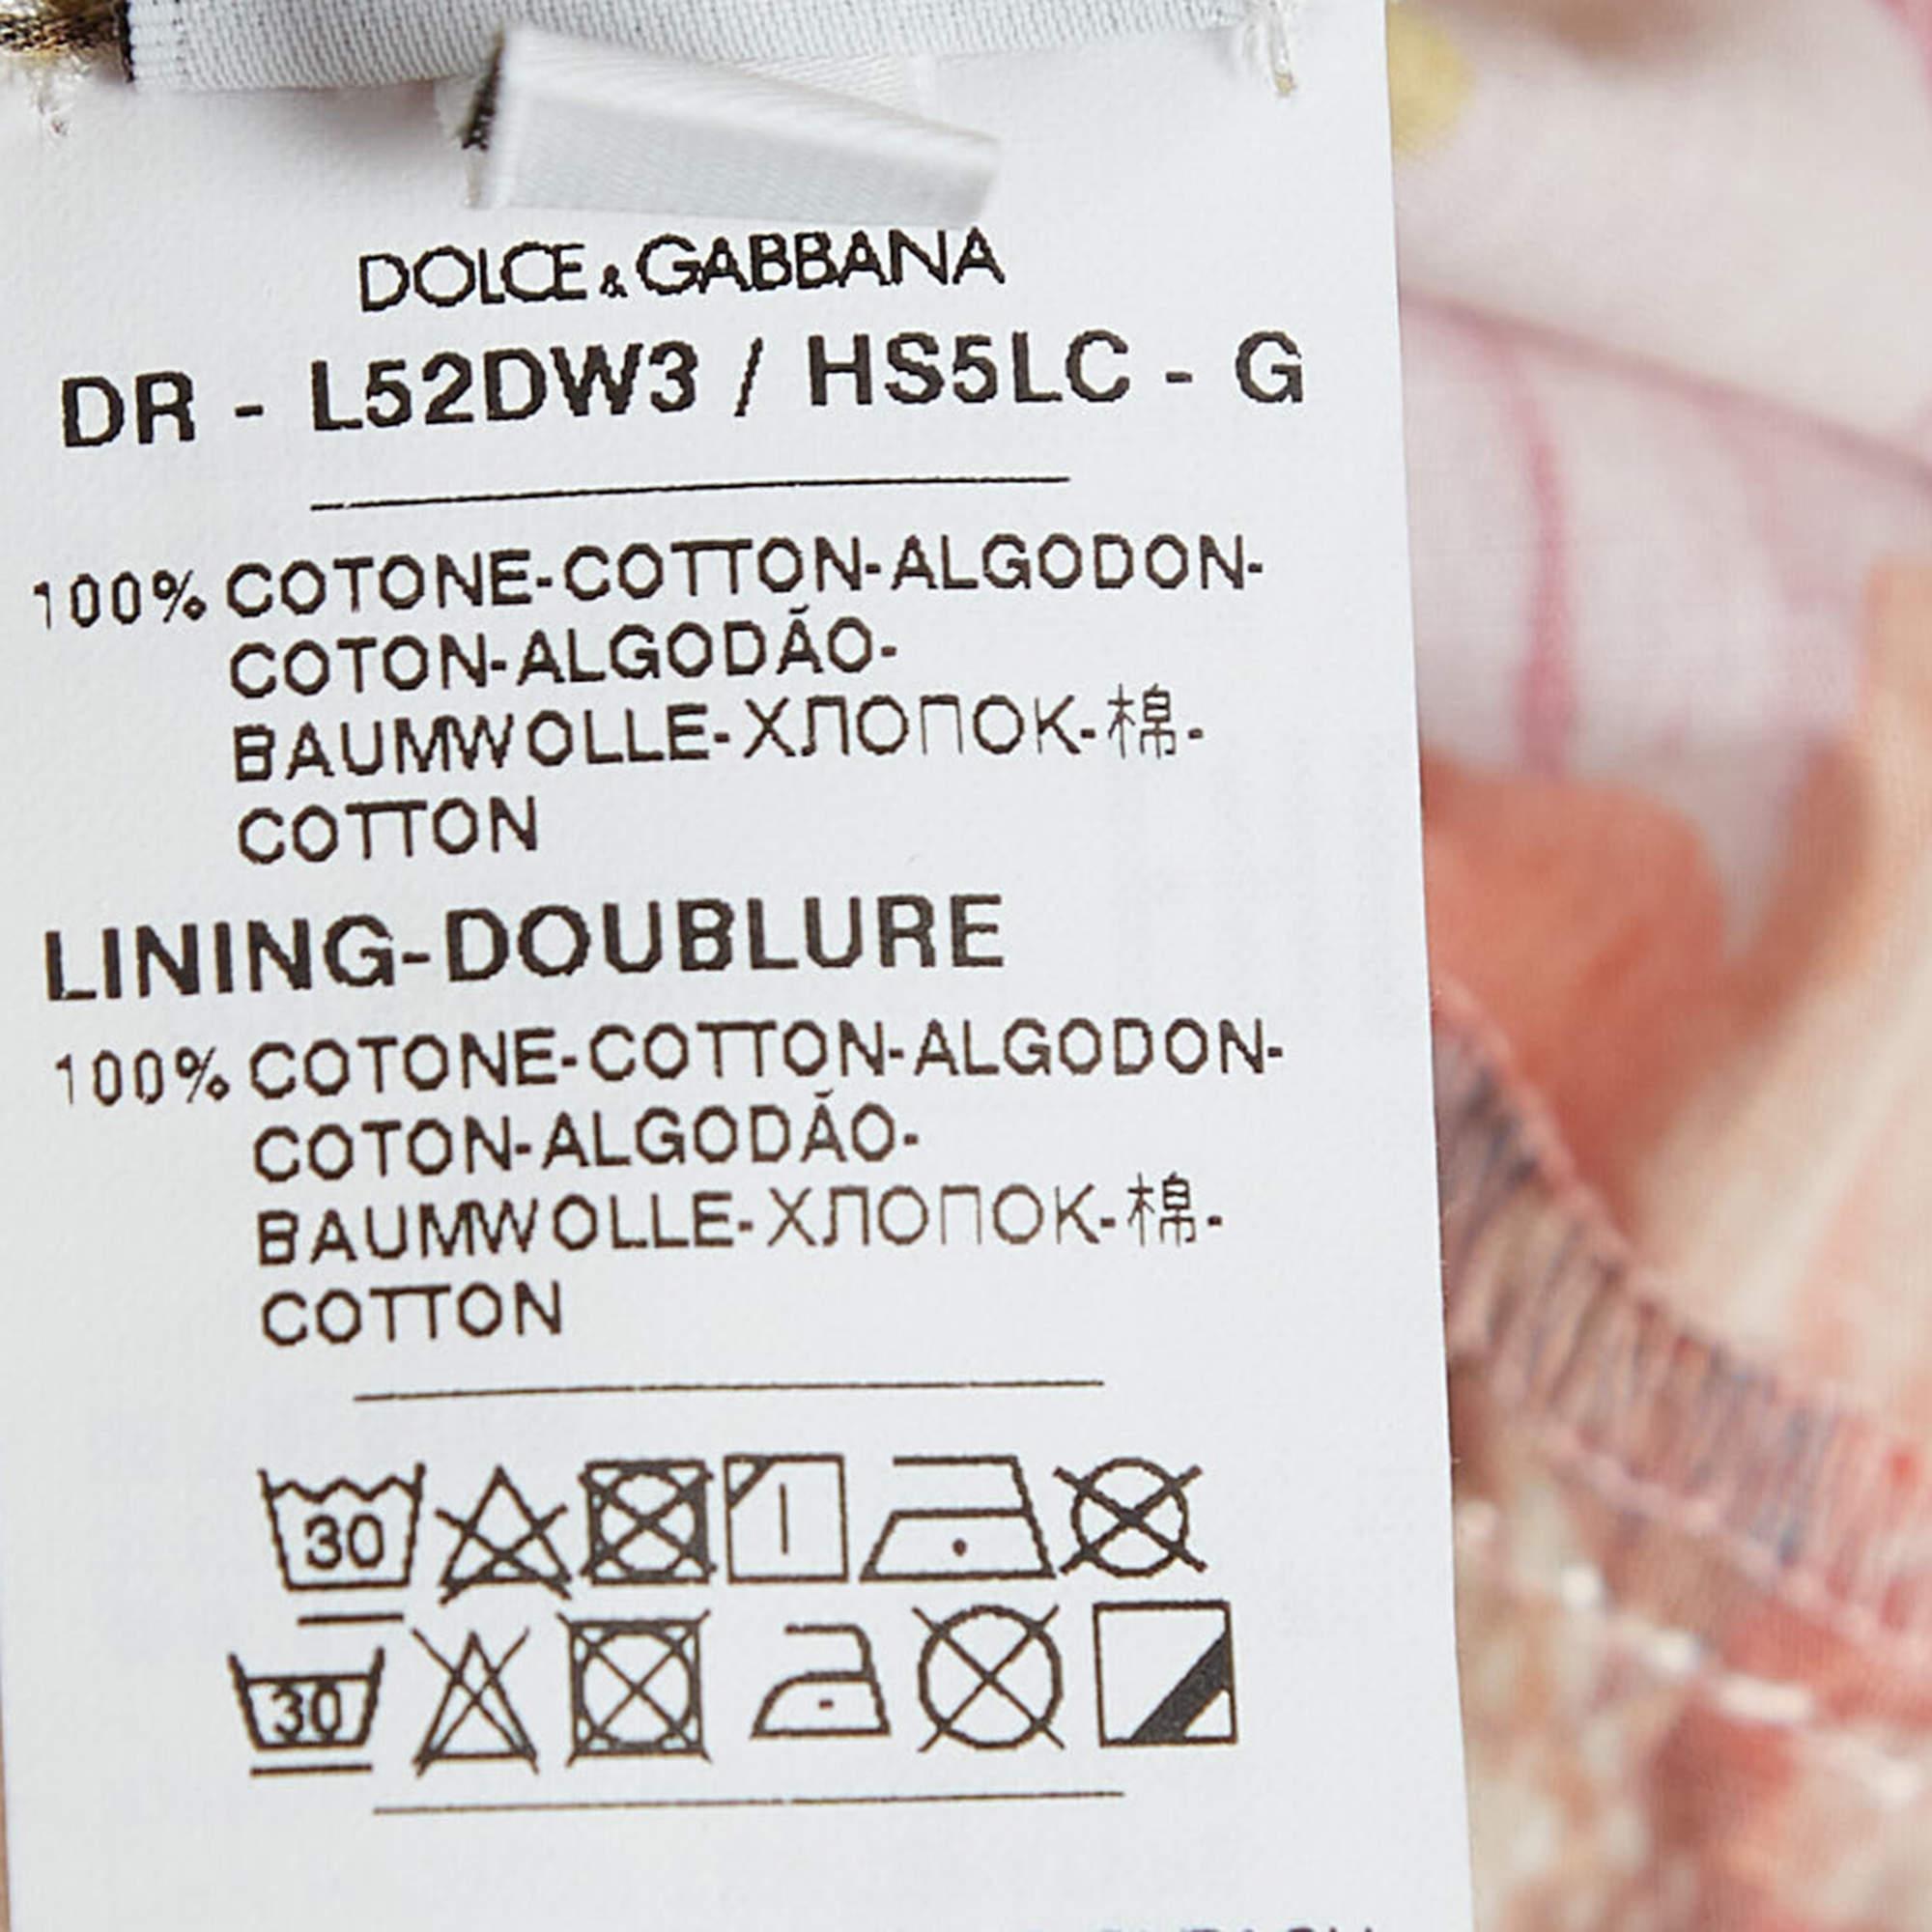 DOLCE & GABBANA
DR - L52DW3 / HS5LC - G
100% COTONE-COTTON-ALGODON-
COTON-ALGODÃO-
BAUMWOLLE-ХЛОПОК-棉-
COTTON
LINING-DOUBLURE
100% COTONE-COTTON-ALGODON-
COTON-ALGODÃO-
BAUMWOLLE-ХЛОПОК-棉-
COTTON
30
30